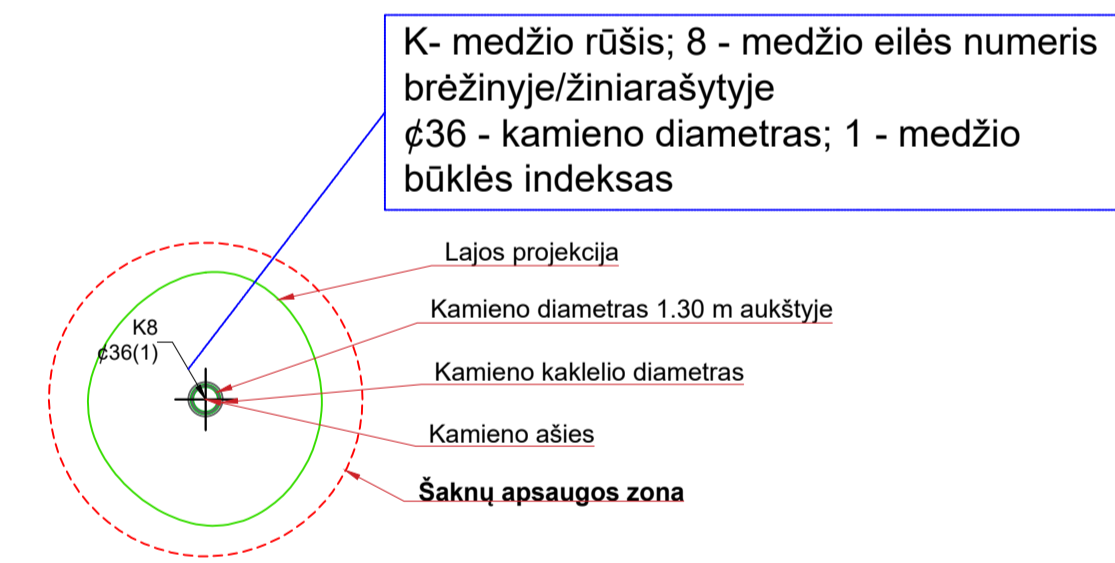 K- medžio rūšis; 8 - medžio eilės numeris
brėžinyje/žiniarašytyje
¢36 - kamieno diametras; 1 - medžio
būklės indeksas
Lajos projekcija
Kamieno diametras 1.30 m aukštyje
K8
¢36(1)
Kamieno kaklelio diametras
Kamieno ašies
Šaknų apsaugos zona